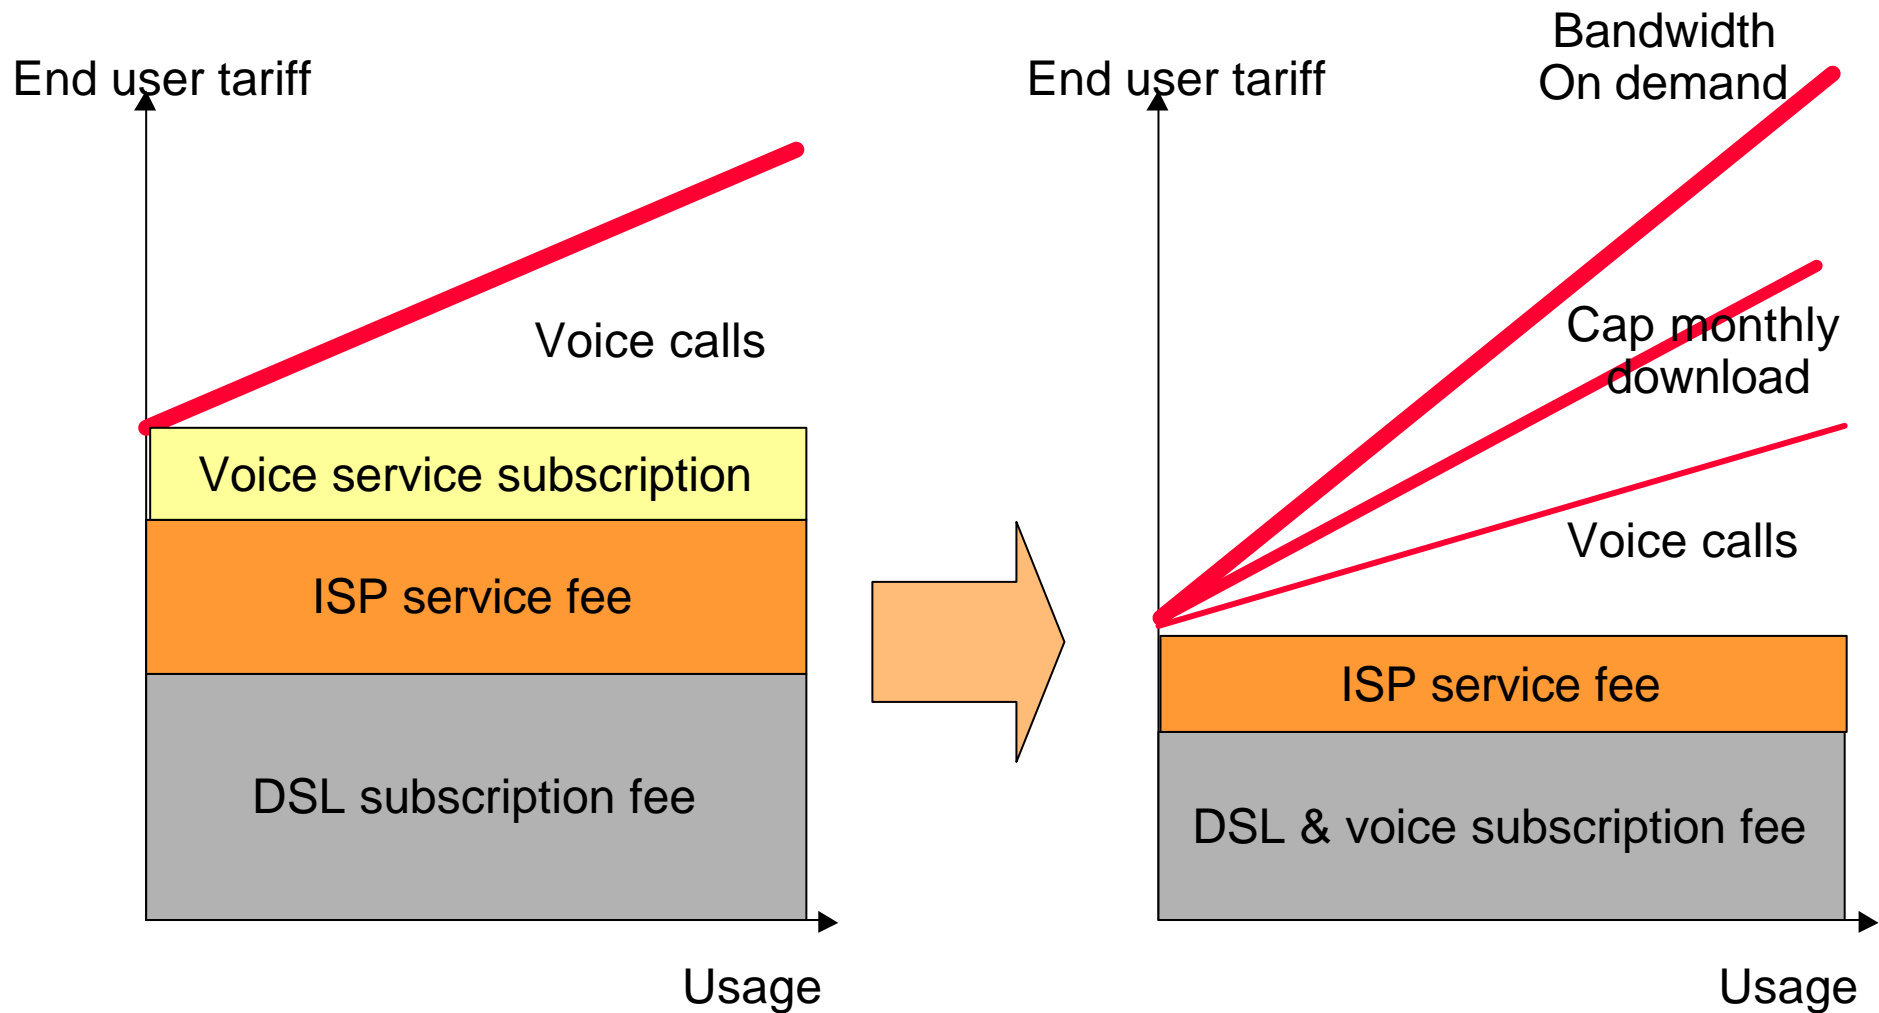 End user tariff
Voice calls
Voice service subscription
ISP service fee
DSL subscription fee
Usage
End user tariff
Bandwidth
On demand
Cap monthly
download
Voice calls
ISP service fee
DSL & voice subscription fee
Usage